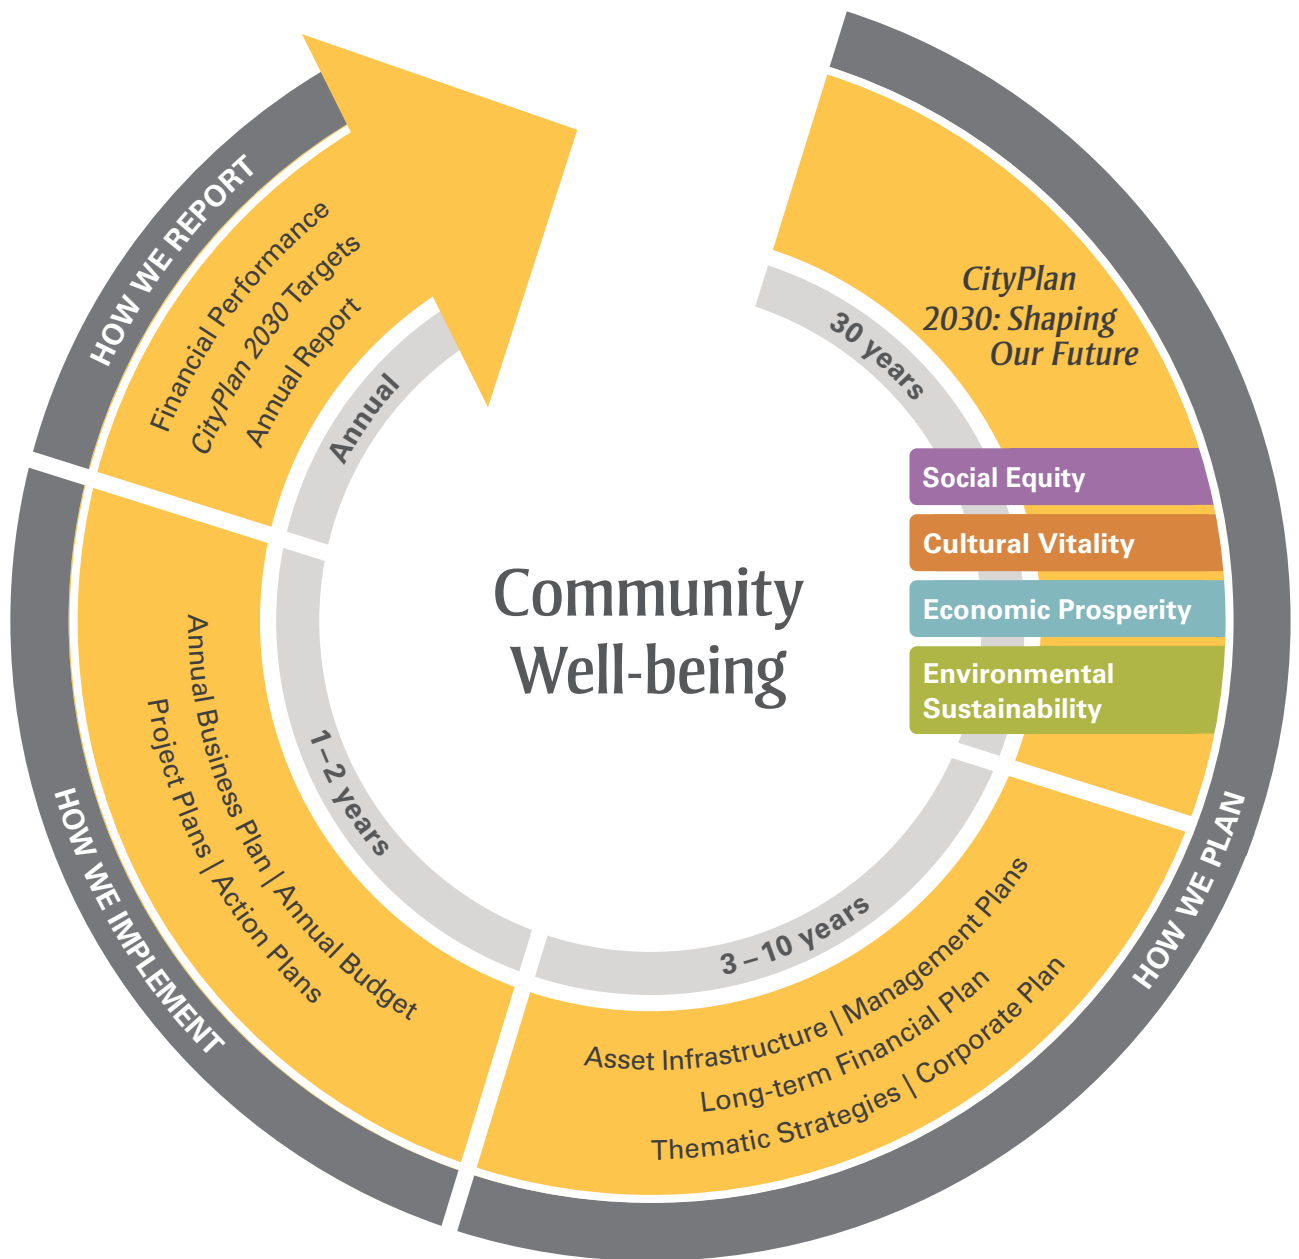 Community
Well-being
HOW WE PLAN
30 years
CityPlan
2030: Shaping
Our Future
Social Equity
Cultural Vitality
Economic Prosperity
Environmental
Sustainability
3–10 years
Asset Infrastructure | Management Plans
Long-term Financial Plan
Thematic Strategies | Corporate Plan
HOW WE IMPLEMENT
1–2 years
Annual Business Plan | Annual Budget
Project Plans | Action Plans
HOW WE REPORT
Annual
Financial Performance
CityPlan 2030 Targets
Annual Report